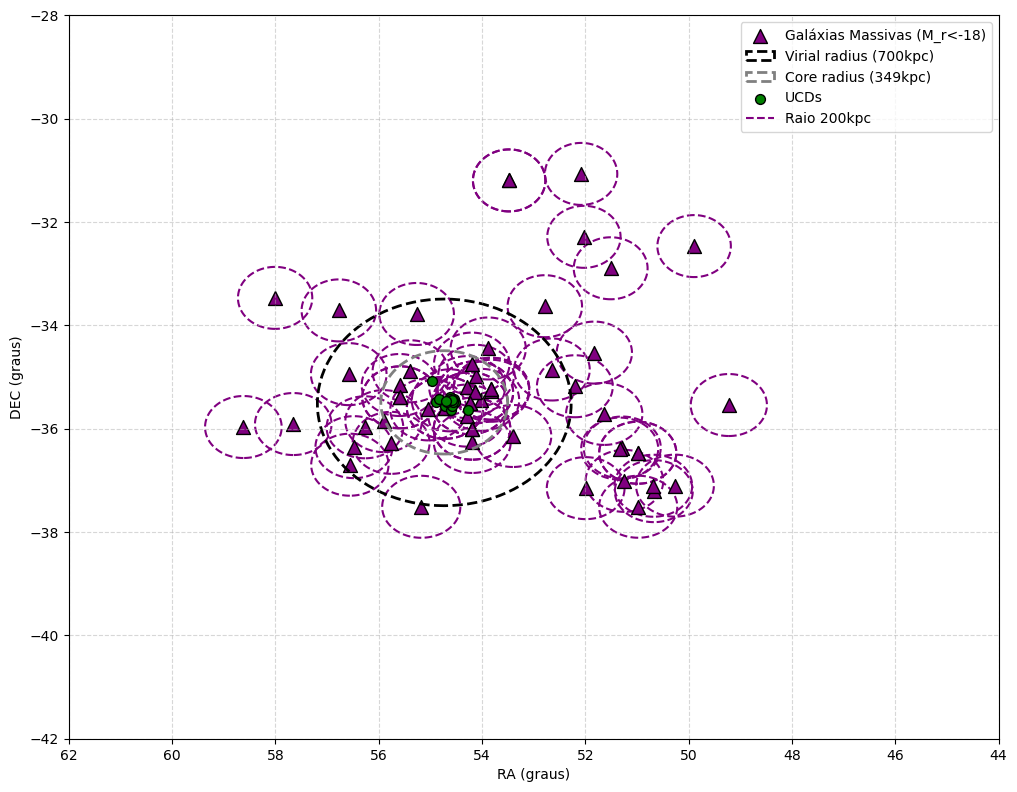 Galáxias Massivas (M_r<-18)
Virial radius (700kpc)
Core radius (349kpc)
UCDs
Raio 200kpc
DEC (graus)
−28
−30
−32
−34
−36
−38
−40
−42
62
60
58
56
54
52
50
48
46
44
RA (graus)